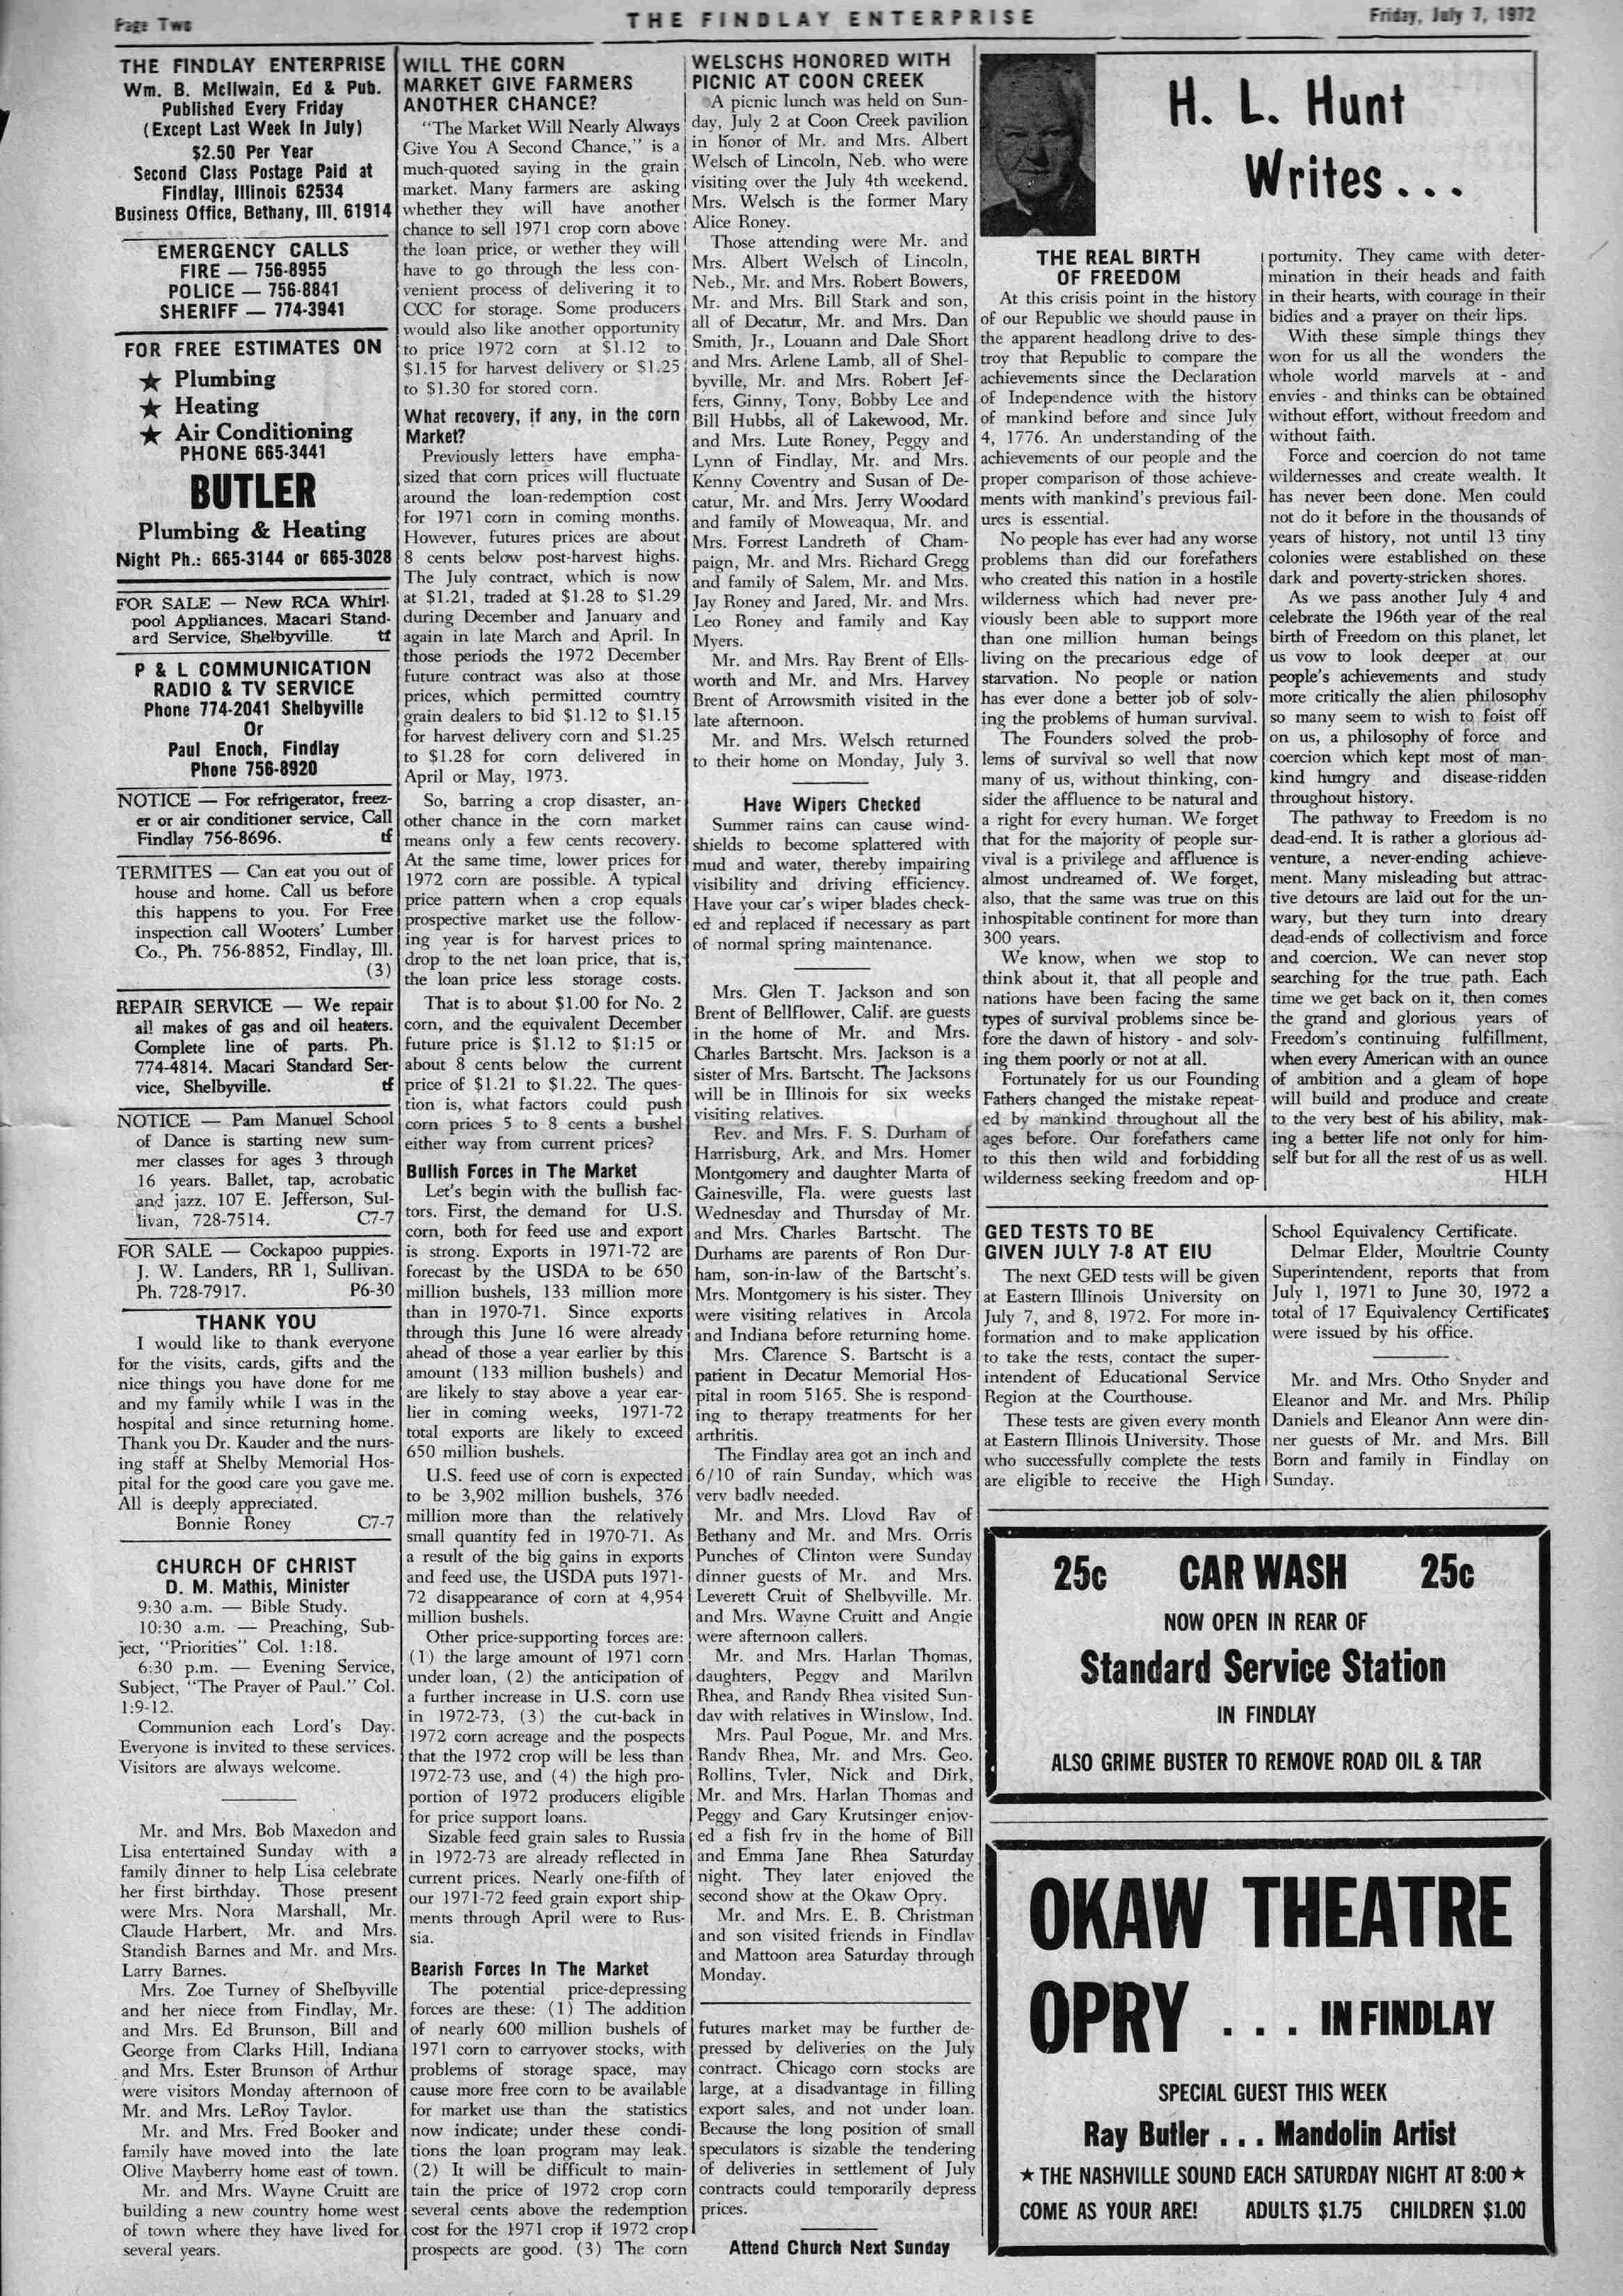 Page Two
THE FINDLAY ENTERPRISE
Friday, July 7, 1972
THE FINDLAY ENTERPRISE
Wm. B. McIlwain, Ed & Pub.
Published Every Friday
(Except Last Week In July)
$2.50 Per Year
Second Class Postage Paid at
Findlay, Illinois 62534
Business Office, Bethany, Ill. 61914
EMERGENCY CALLS
FIRE — 756-8955
POLICE — 756-8841
SHERIFF — 774-3941
FOR FREE ESTIMATES ON
★ Plumbing
★ Heating
★ Air Conditioning
PHONE 665-3441
BUTLER
Plumbing & Heating
Night Ph.: 665-3144 or 665-3028
FOR SALE — New RCA Whirl-
pool Appliances. Macari Stand-
ard Service, Shelbyville. tf
P & L COMMUNICATION
RADIO & TV SERVICE
Phone 774-2041 Shelbyville
Or
Paul Enoch, Findlay
Phone 756-8920
NOTICE — For refrigerator, freez-
er or air conditioner service, Call
Findlay 756-8696. tf
TERMITES — Can eat you out of
house and home. Call us before
this happens to you. For Free
inspection call Wooters' Lumber
Co., Ph. 756-8852, Findlay, Ill.
(3)
REPAIR SERVICE — We repair
all makes of gas and oil heaters.
Complete line of parts. Ph.
774-4814. Macari Standard Ser-
vice, Shelbyville. tf
NOTICE — Pam Manuel School
of Dance is starting new sum-
mer classes for ages 3 through
16 years. Ballet, tap, acrobatic
and jazz. 107 E. Jefferson, Sul-
livan, 728-7514. C7-7
FOR SALE — Cockapoo puppies.
J. W. Landers, RR 1, Sullivan.
Ph. 728-7917. P6-30
THANK YOU
I would like to thank everyone
for the visits, cards, gifts and the
nice things you have done for me
and my family while I was in the
hospital and since returning home.
Thank you Dr. Kauder and the nurs-
ing staff at Shelby Memorial Hos-
pital for the good care you gave me.
All is deeply appreciated.
Bonnie Roney C7-7
CHURCH OF CHRIST
D. M. Mathis, Minister
9:30 a.m. — Bible Study.
10:30 a.m. — Preaching, Sub-
ject, "Priorities" Col. 1:18.
6:30 p.m. — Evening Service,
Subject, "The Prayer of Paul." Col.
1:9-12.
Communion each Lord's Day.
Everyone is invited to these services.
Visitors are always welcome.
Mr. and Mrs. Bob Maxedon and
Lisa entertained Sunday with a
family dinner to help Lisa celebrate
her first birthday. Those present
were Mrs. Nora Marshall, Mr.
Claude Harbert, Mr. and Mrs.
Standish Barnes and Mr. and Mrs.
Larry Barnes.
Mrs. Zoe Turney of Shelbyville
and her niece from Findlay, Mr.
and Mrs. Ed Brunson, Bill and
George from Clarks Hill, Indiana
and Mrs. Ester Brunson of Arthur
were visitors Monday afternoon of
Mr. and Mrs. LeRoy Taylor.
Mr. and Mrs. Fred Booker and
family have moved into the late
Olive Mayberry home east of town.
Mr. and Mrs. Wayne Cruitt are
building a new country home west
of town where they have lived for
several years.
WILL THE CORN
MARKET GIVE FARMERS
ANOTHER CHANCE?
"The Market Will Nearly Always
Give You A Second Chance," is a
much-quoted saying in the grain
market. Many farmers are asking
whether they will have another
chance to sell 1971 crop corn above
the loan price, or wether they will
have to go through the less con-
venient process of delivering it to
CCC for storage. Some producers
would also like another opportunity
to price 1972 corn at $1.12 to
$1.15 for harvest delivery or $1.25
to $1.30 for stored corn.
What recovery, if any, in the corn
Market?
Previously letters have empha-
sized that corn prices will fluctuate
around the loan-redemption cost
for 1971 corn in coming months.
However, futures prices are about
8 cents below post-harvest highs.
The July contract, which is now
at $1.21, traded at $1.28 to $1.29
during December and January and
again in late March and April. In
those periods the 1972 December
future contract was also at those
prices, which permitted country
grain dealers to bid $1.12 to $1.15
for harvest delivery corn and $1.25
to $1.28 for corn delivered in
April or May, 1973.
So, barring a crop disaster, an-
other chance in the corn market
means only a few cents recovery.
At the same time, lower prices for
1972 corn are possible. A typical
price pattern when a crop equals
prospective market use the follow-
ing year is for harvest prices to
drop to the net loan price, that is,
the loan price less storage costs.
That is to about $1.00 for No. 2
corn, and the equivalent December
future price is $1.12 to $1:15 or
about 8 cents below the current
price of $1.21 to $1.22. The ques-
tion is, what factors could push
corn prices 5 to 8 cents a bushel
either way from current prices?
Bullish Forces in The Market
Let's begin with the bullish fac-
tors. First, the demand for U.S.
corn, both for feed use and export
is strong. Exports in 1971-72 are
forecast by the USDA to be 650
million bushels, 133 million more
than in 1970-71. Since exports
through this June 16 were already
ahead of those a year earlier by this
amount (133 million bushels) and
are likely to stay above a year ear-
lier in coming weeks, 1971-72
total exports are likely to exceed
650 million bushels.
U.S. feed use of corn is expected
to be 3,902 million bushels, 376
million more than the relatively
small quantity fed in 1970-71. As
a result of the big gains in exports
and feed use, the USDA puts 1971-
72 disappearance of corn at 4,954
million bushels.
Other price-supporting forces are:
(1) the large amount of 1971 corn
under loan, (2) the anticipation of
a further increase in U.S. corn use
in 1972-73, (3) the cut-back in
1972 corn acreage and the pospects
that the 1972 crop will be less than
1972-73 use, and (4) the high pro-
portion of 1972 producers eligible
for price support loans.
Sizable feed grain sales to Russia
in 1972-73 are already reflected in
current prices. Nearly one-fifth of
our 1971-72 feed grain export ship-
ments through April were to Rus-
sia.
Bearish Forces In The Market
The potential price-depressing
forces are these: (1) The addition
of nearly 600 million bushels of
1971 corn to carryover stocks, with
problems of storage space, may
cause more free corn to be available
for market use than the statistics
now indicate; under these condi-
tions the loan program may leak.
(2) It will be difficult to main-
tain the price of 1972 crop corn
several cents above the redemption
cost for the 1971 crop if 1972 crop
prospects are good. (3) The corn
WELSCHS HONORED WITH
PICNIC AT COON CREEK
A picnic lunch was held on Sun-
day, July 2 at Coon Creek pavilion
in honor of Mr. and Mrs. Albert
Welsch of Lincoln, Neb. who were
visiting over the July 4th weekend.
Mrs. Welsch is the former Mary
Alice Roney.
Those attending were Mr. and
Mrs. Albert Welsch of Lincoln,
Neb., Mr. and Mrs. Robert Bowers,
Mr. and Mrs. Bill Stark and son,
all of Decatur, Mr. and Mrs. Dan
Smith, Jr., Louann and Dale Short
and Mrs. Arlene Lamb, all of Shel-
byville, Mr. and Mrs. Robert Jef-
fers, Ginny, Tony, Bobby Lee and
Bill Hubbs, all of Lakewood, Mr.
and Mrs. Lute Roney, Peggy and
Lynn of Findlay, Mr. and Mrs.
Kenny Coventry and Susan of De-
catur, Mr. and Mrs. Jerry Woodard
and family of Moweaqua, Mr. and
Mrs. Forrest Landreth of Cham-
paign, Mr. and Mrs. Richard Gregg
and family of Salem, Mr. and Mrs.
Jay Roney and Jared, Mr. and Mrs.
Leo Roney and family and Kay
Myers.
Mr. and Mrs. Ray Brent of Ells-
worth and Mr. and Mrs. Harvey
Brent of Arrowsmith visited in the
late afternoon.
Mr. and Mrs. Welsch returned
to their home on Monday, July 3.
Have Wipers Checked
Summer rains can cause wind-
shields to become splattered with
mud and water, thereby impairing
visibility and driving efficiency.
Have your car's wiper blades check-
ed and replaced if necessary as part
of normal spring maintenance.
Mrs. Glen T. Jackson and son
Brent of Bellflower, Calif. are guests
in the home of Mr. and Mrs.
Charles Bartscht. Mrs. Jackson is a
sister of Mrs. Bartscht. The Jacksons
will be in Illinois for six weeks
visiting relatives.
Rev. and Mrs. F. S. Durham of
Harrisburg, Ark. and Mrs. Homer
Montgomery and daughter Marta of
Gainesville, Fla. were guests last
Wednesday and Thursday of Mr.
and Mrs. Charles Bartscht. The
Durhams are parents of Ron Dur-
ham, son-in-law of the Bartscht's.
Mrs. Montgomery is his sister. They
were visiting relatives in Arcola
and Indiana before returning home.
Mrs. Clarence S. Bartscht is a
patient in Decatur Memorial Hos-
pital in room 5165. She is respond-
ing to therapy treatments for her
arthritis.
The Findlay area got an inch and
6/10 of rain Sunday, which was
very badly needed.
Mr. and Mrs. Lloyd Ray of
Bethany and Mr. and Mrs. Orris
Punches of Clinton were Sunday
dinner guests of Mr. and Mrs.
Leverett Cruit of Shelbyville. Mr.
and Mrs. Wayne Cruitt and Angie
were afternoon callers.
Mr. and Mrs. Harlan Thomas,
daughters, Peggy and Marilyn
Rhea, and Randy Rhea visited Sun-
day with relatives in Winslow, Ind.
Mrs. Paul Pogue, Mr. and Mrs.
Randy Rhea, Mr. and Mrs. Geo.
Rollins, Tyler, Nick and Dirk,
Mr. and Mrs. Harlan Thomas and
Peggy and Gary Krutsinger enjoy-
ed a fish fry in the home of Bill
and Emma Jane Rhea Saturday
night. They later enjoyed the
second show at the Okaw Opry.
Mr. and Mrs. E. B. Christman
and son visited friends in Findlay
and Mattoon area Saturday through
Monday.
futures market may be further de-
pressed by deliveries on the July
contract. Chicago corn stocks are
large, at a disadvantage in filling
export sales, and not under loan.
Because the long position of small
speculators is sizable the tendering
of deliveries in settlement of July
contracts could temporarily depress
prices.
Attend Church Next Sunday
H. L. Hunt
Writes...
THE REAL BIRTH
OF FREEDOM
At this crisis point in the history
of our Republic we should pause in
the apparent headlong drive to des-
troy that Republic to compare the
achievements since the Declaration
of Independence with the history
of mankind before and since July
4, 1776. An understanding of the
achievements of our people and the
proper comparison of those achieve-
ments with mankind's previous fail-
ures is essential.
No people has ever had any worse
problems than did our forefathers
who created this nation in a hostile
wilderness which had never pre-
viously been able to support more
than one million human beings
living on the precarious edge of
starvation. No people or nation
has ever done a better job of solv-
ing the problems of human survival.
The Founders solved the prob-
lems of survival so well that now
many of us, without thinking, con-
sider the affluence to be natural and
a right for every human. We forget
that for the majority of people sur-
vival is a privilege and affluence is
almost undreamed of. We forget,
also, that the same was true on this
inhospitable continent for more than
300 years.
We know, when we stop to
think about it, that all people and
nations have been facing the same
types of survival problems since be-
fore the dawn of history - and solv-
ing them poorly or not at all.
Fortunately for us our Founding
Fathers changed the mistake repeat-
ed by mankind throughout all the
ages before. Our forefathers came
to this then wild and forbidding
wilderness seeking freedom and op-
portunity. They came with deter-
mination in their heads and faith
in their hearts, with courage in their
bidies and a prayer on their lips.
With these simple things they
won for us all the wonders the
whole world marvels at - and
envies - and thinks can be obtained
without effort, without freedom and
without faith.
Force and coercion do not tame
wildernesses and create wealth. It
has never been done. Men could
not do it before in the thousands of
years of history, not until 13 tiny
colonies were established on these
dark and poverty-stricken shores.
As we pass another July 4 and
celebrate the 196th year of the real
birth of Freedom on this planet, let
us vow to look deeper at our
people's achievements and study
more critically the alien philosophy
so many seem to wish to foist off
on us, a philosophy of force and
coercion which kept most of man-
kind hungry and disease-ridden
throughout history.
The pathway to Freedom is no
dead-end. It is rather a glorious ad-
venture, a never-ending achieve-
ment. Many misleading but attrac-
tive detours are laid out for the un-
wary, but they turn into dreary
dead-ends of collectivism and force
and coercion. We can never stop
searching for the true path. Each
time we get back on it, then comes
the grand and glorious years of
Freedom's continuing fulfillment,
when every American with an ounce
of ambition and a gleam of hope
will build and produce and create
to the very best of his ability, mak-
ing a better life not only for him-
self but for all the rest of us as well.
HLH
GED TESTS TO BE
GIVEN JULY 7-8 AT EIU
The next GED tests will be given
at Eastern Illinois University on
July 7, and 8, 1972. For more in-
formation and to make application
to take the tests, contact the super-
intendent of Educational Service
Region at the Courthouse.
These tests are given every month
at Eastern Illinois University. Those
who successfully complete the tests
are eligible to receive the High
School Equivalency Certificate.
Delmar Elder, Moultrie County
Superintendent, reports that from
July 1, 1971 to June 30, 1972 a
total of 17 Equivalency Certificates
were issued by his office.
Mr. and Mrs. Otho Snyder and
Eleanor and Mr. and Mrs. Philip
Daniels and Eleanor Ann were din-
ner guests of Mr. and Mrs. Bill
Born and family in Findlay on
Sunday.
25c CAR WASH 25c
NOW OPEN IN REAR OF
Standard Service Station
IN FINDLAY
ALSO GRIME BUSTER TO REMOVE ROAD OIL & TAR
OKAW THEATRE
OPRY ... IN FINDLAY
SPECIAL GUEST THIS WEEK
Ray Butler ... Mandolin Artist
★ THE NASHVILLE SOUND EACH SATURDAY NIGHT AT 8:00 ★
COME AS YOUR ARE! ADULTS $1.75 CHILDREN $1.00